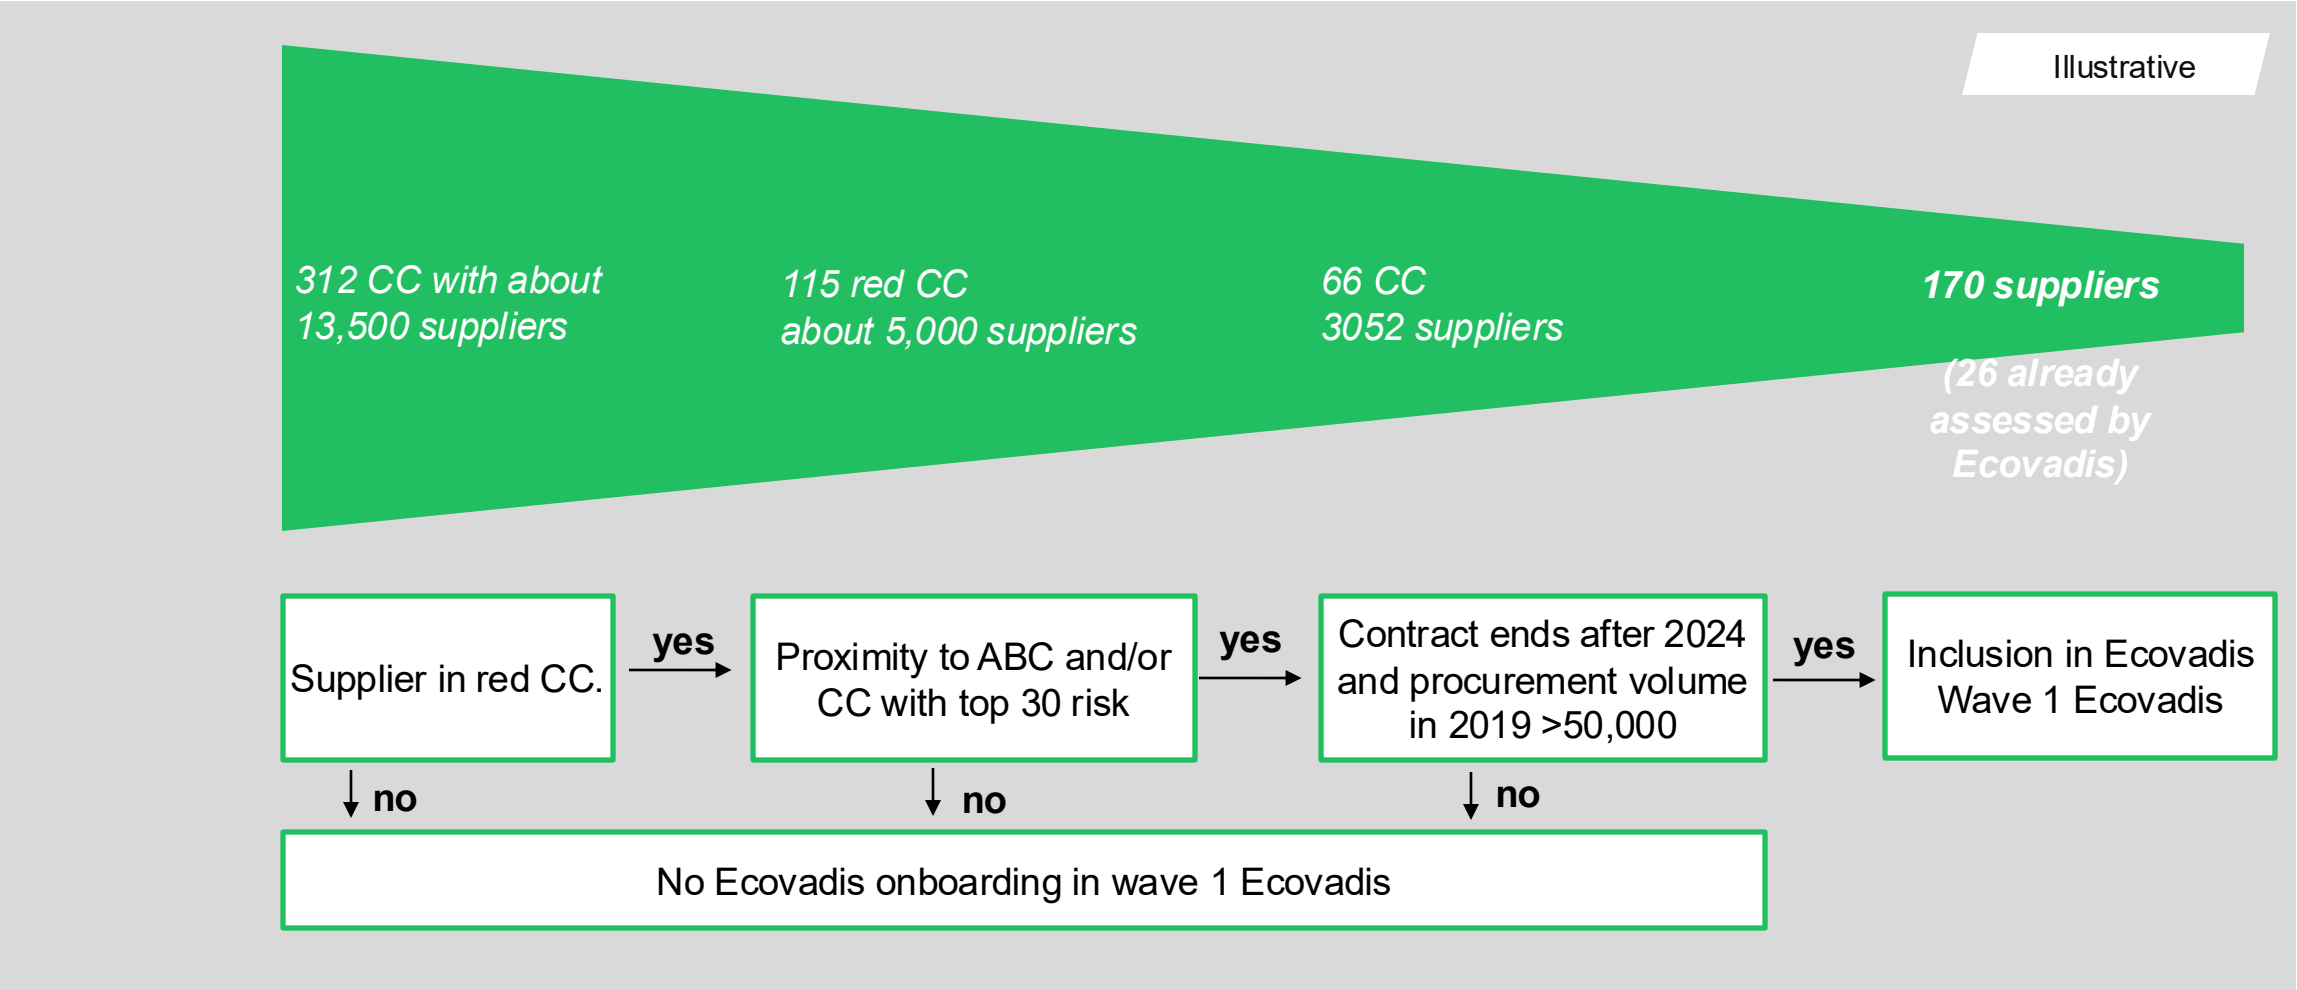 Illustrative
312 CC with about
13,500 suppliers
115 red CC
about 5,000 suppliers
66 CC
3052 suppliers
170 suppliers
(26 already
assessed by
Ecovadis)
Supplier in red CC.
yes
Proximity to ABC and/or
CC with top 30 risk
yes
Contract ends after 2024
and procurement volume
in 2019 >50,000
yes
Inclusion in Ecovadis
Wave 1 Ecovadis
no
no
no
No Ecovadis onboarding in wave 1 Ecovadis